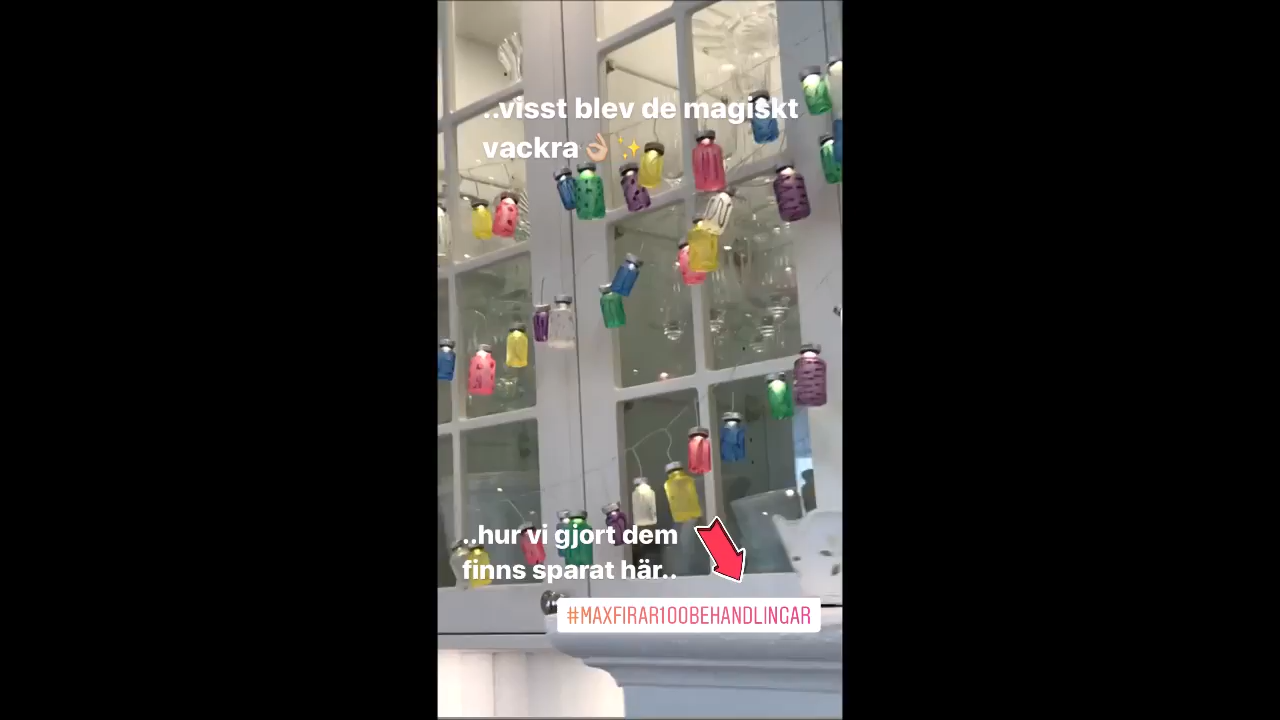 ..visst blev de magiskt
vackra👌🏼✨
..hur vi gjort dem
finns sparat här..
#MAXFIRAR100BEHANDLINGAR